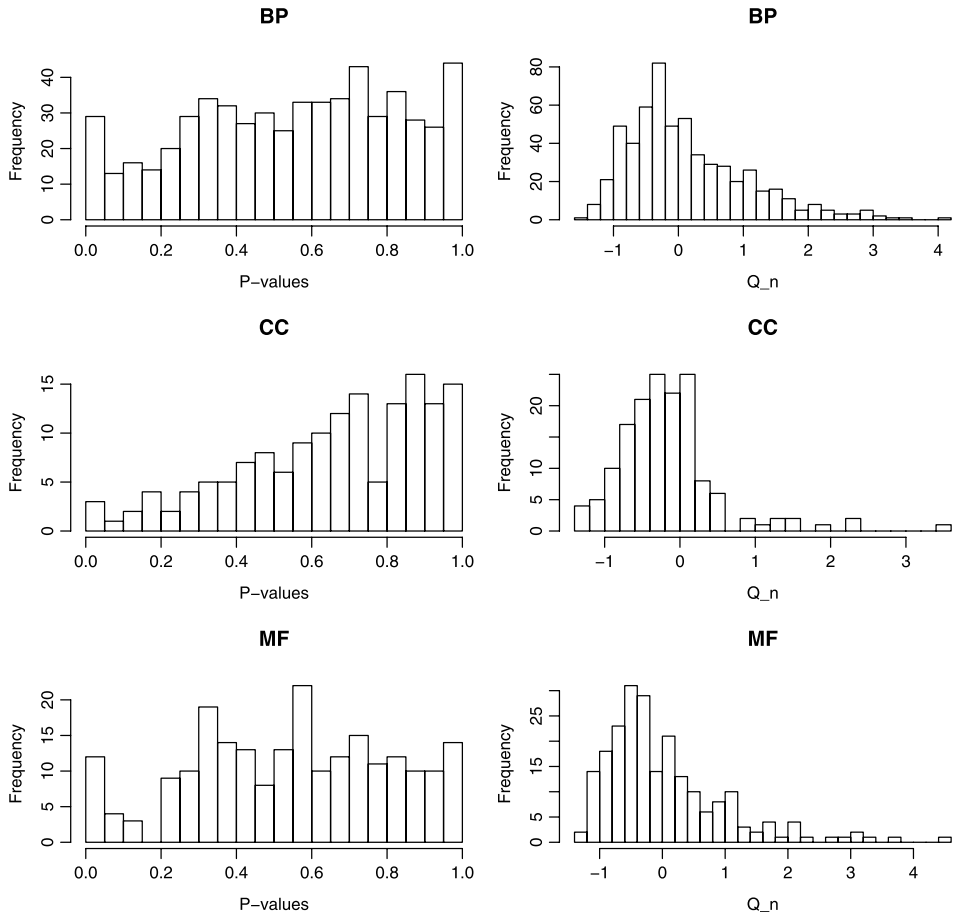 BP
Frequency
0 10 20 30 40
0.0 0.2 0.4 0.6 0.8 1.0
P−values
BP
Frequency
0 20 40 60 80
−1 0 1 2 3 4
Q_n
CC
Frequency
0 5 10 15
0.0 0.2 0.4 0.6 0.8 1.0
P−values
CC
Frequency
0 5 10 20
−1 0 1 2 3
Q_n
MF
Frequency
0 5 10 15 20
0.0 0.2 0.4 0.6 0.8 1.0
P−values
MF
Frequency
0 5 15 25
−1 0 1 2 3 4
Q_n